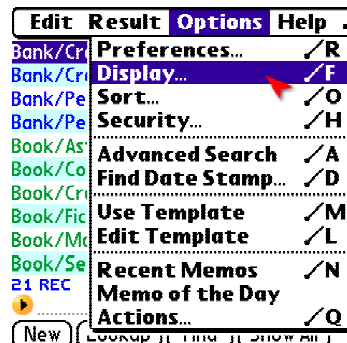 Edit Result Options Help
Bank/Cr Preferences... /R
Bank/Cr Display... /F
Bank/Pe Sort... /O
Bank/Pe Security... /H
Book/As Advanced Search /A
Book/Co Find Date Stamp... /D
Book/Cr
Book/Fic Use Template /M
Book/Mo Edit Template /L
Book/Se Recent Memos /N
21 REC Memo of the Day
Actions... /Q
New Lookup Find Show All